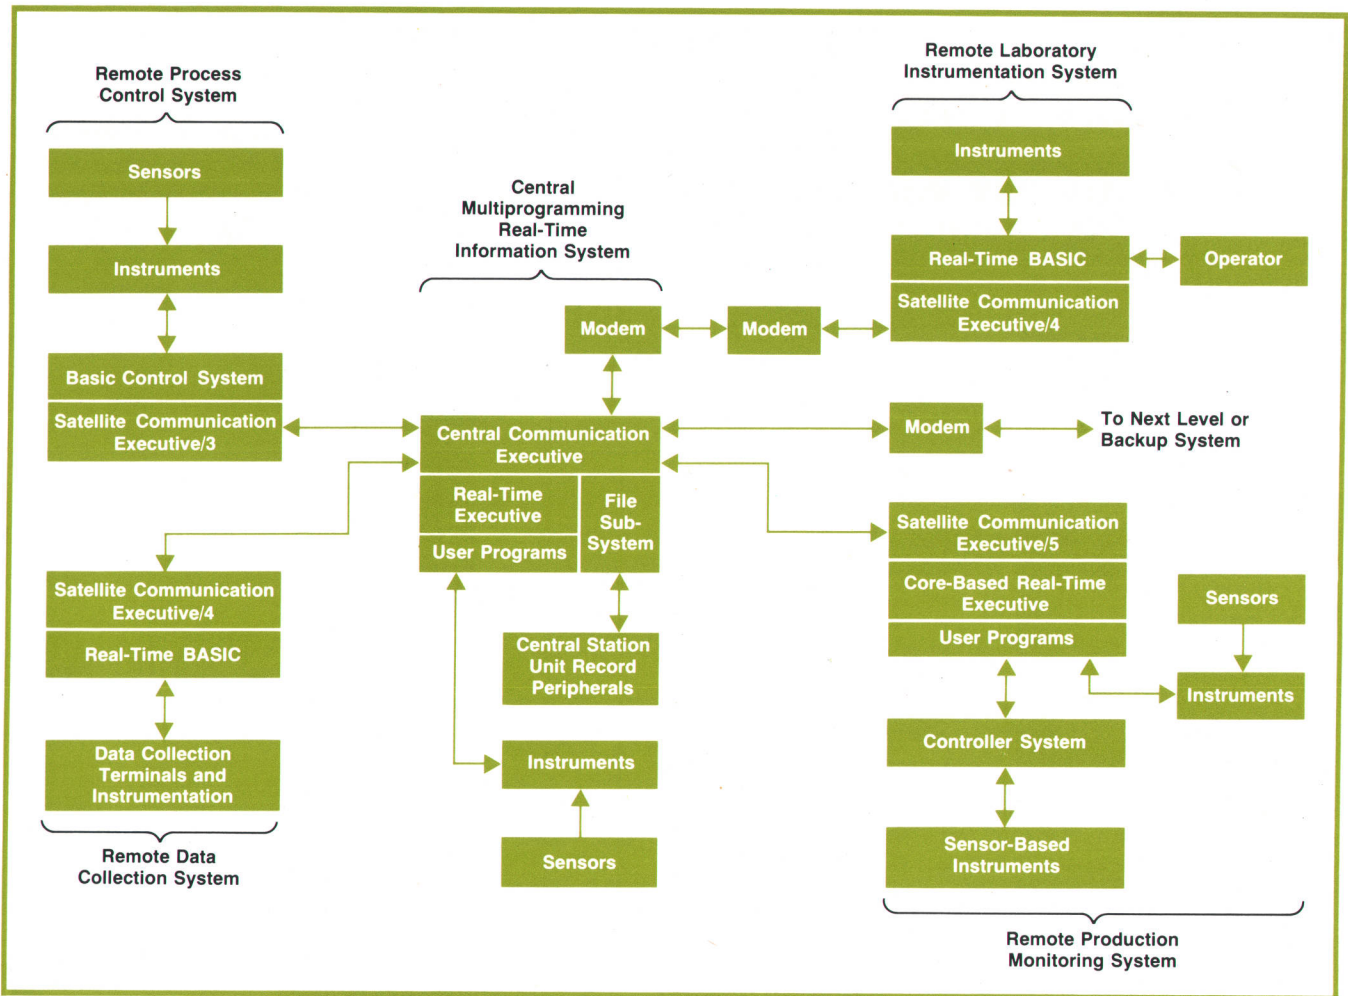 Remote Process
Control System
Sensors
Instruments
Basic Control System
Satellite Communication
Executive/3
Satellite Communication
Executive/4
Real-Time BASIC
Data Collection
Terminals and
Instrumentation
Remote Data
Collection System
Central
Multiprogramming
Real-Time
Information System
Modem
Modem
Central Communication
Executive
Real-Time
Executive
User Programs
File
Sub-
System
Central Station
Unit Record
Peripherals
Instruments
Sensors
Remote Laboratory
Instrumentation System
Instruments
Real-Time BASIC
Operator
Satellite Communication
Executive/4
Modem
To Next Level or
Backup System
Satellite Communication
Executive/5
Core-Based Real-Time
Executive
User Programs
Sensors
Instruments
Controller System
Sensor-Based
Instruments
Remote Production
Monitoring System